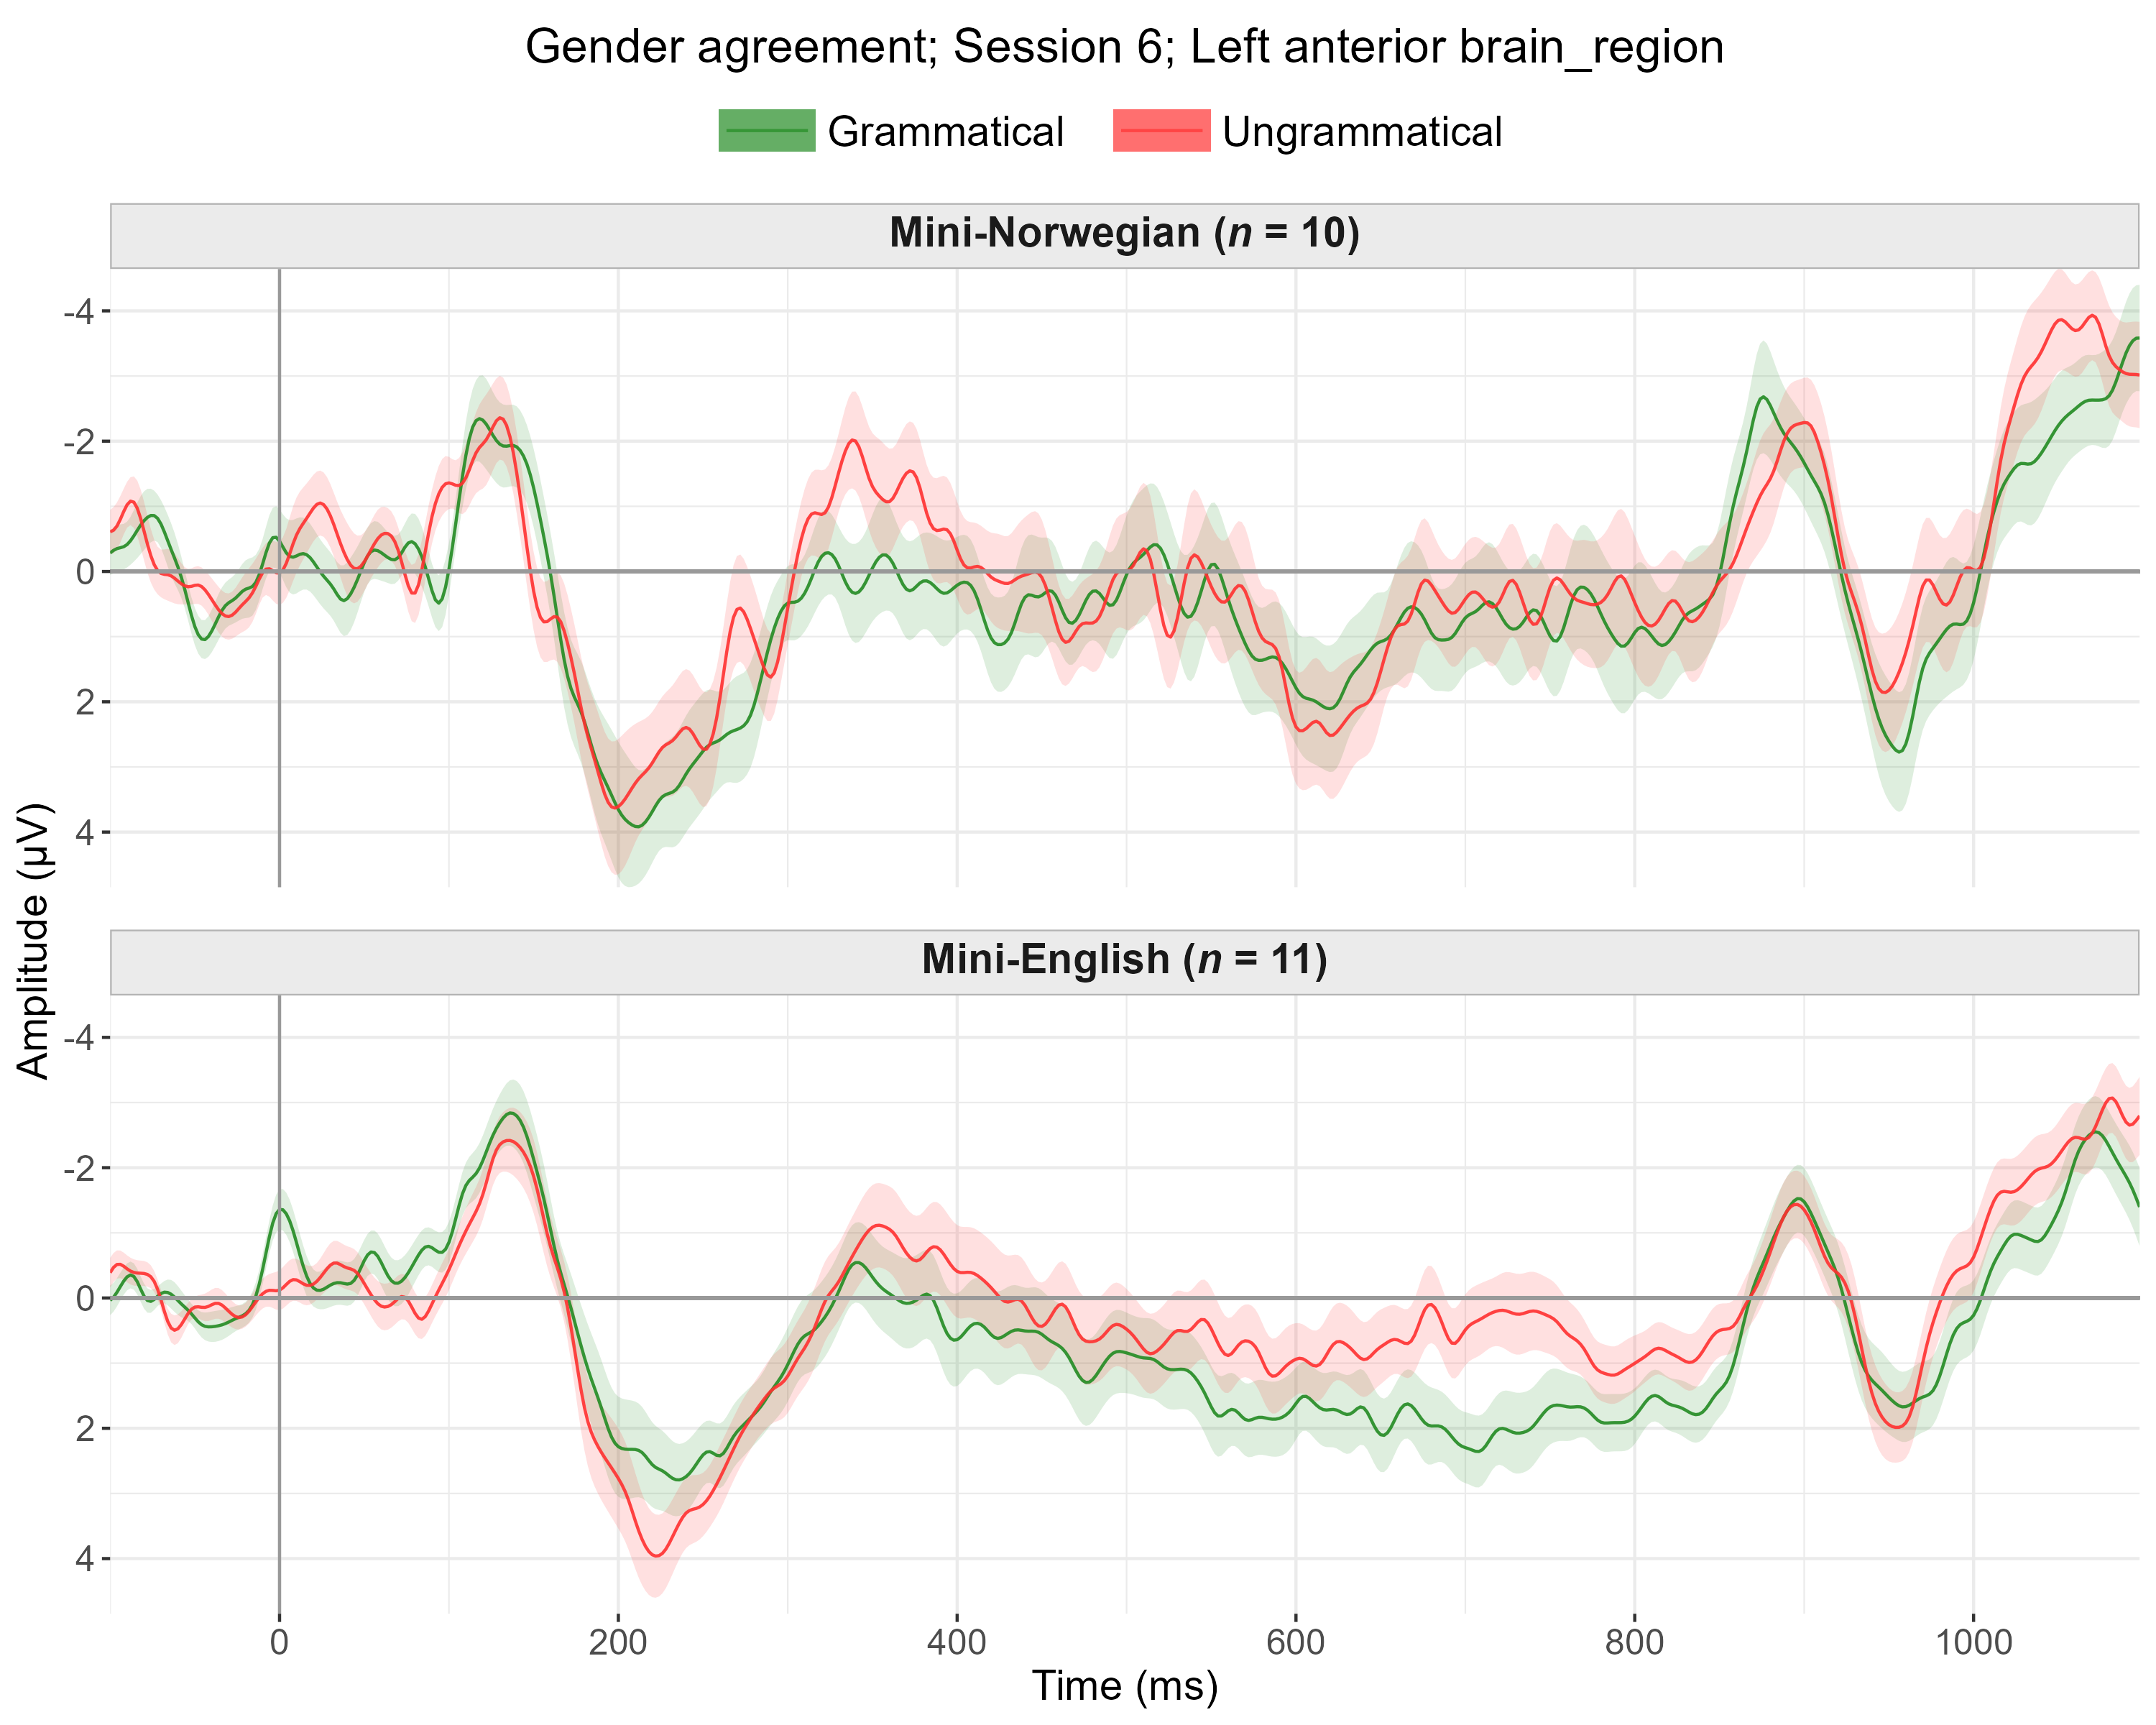 Gender agreement; Session 6; Left anterior brain_region
Grammatical Ungrammatical
Mini-Norwegian (n = 10)
-4
-2
0
2
4
Amplitude (µV)
Mini-English (n = 11)
-4
-2
0
2
4
0 200 400 600 800 1000
Time (ms)